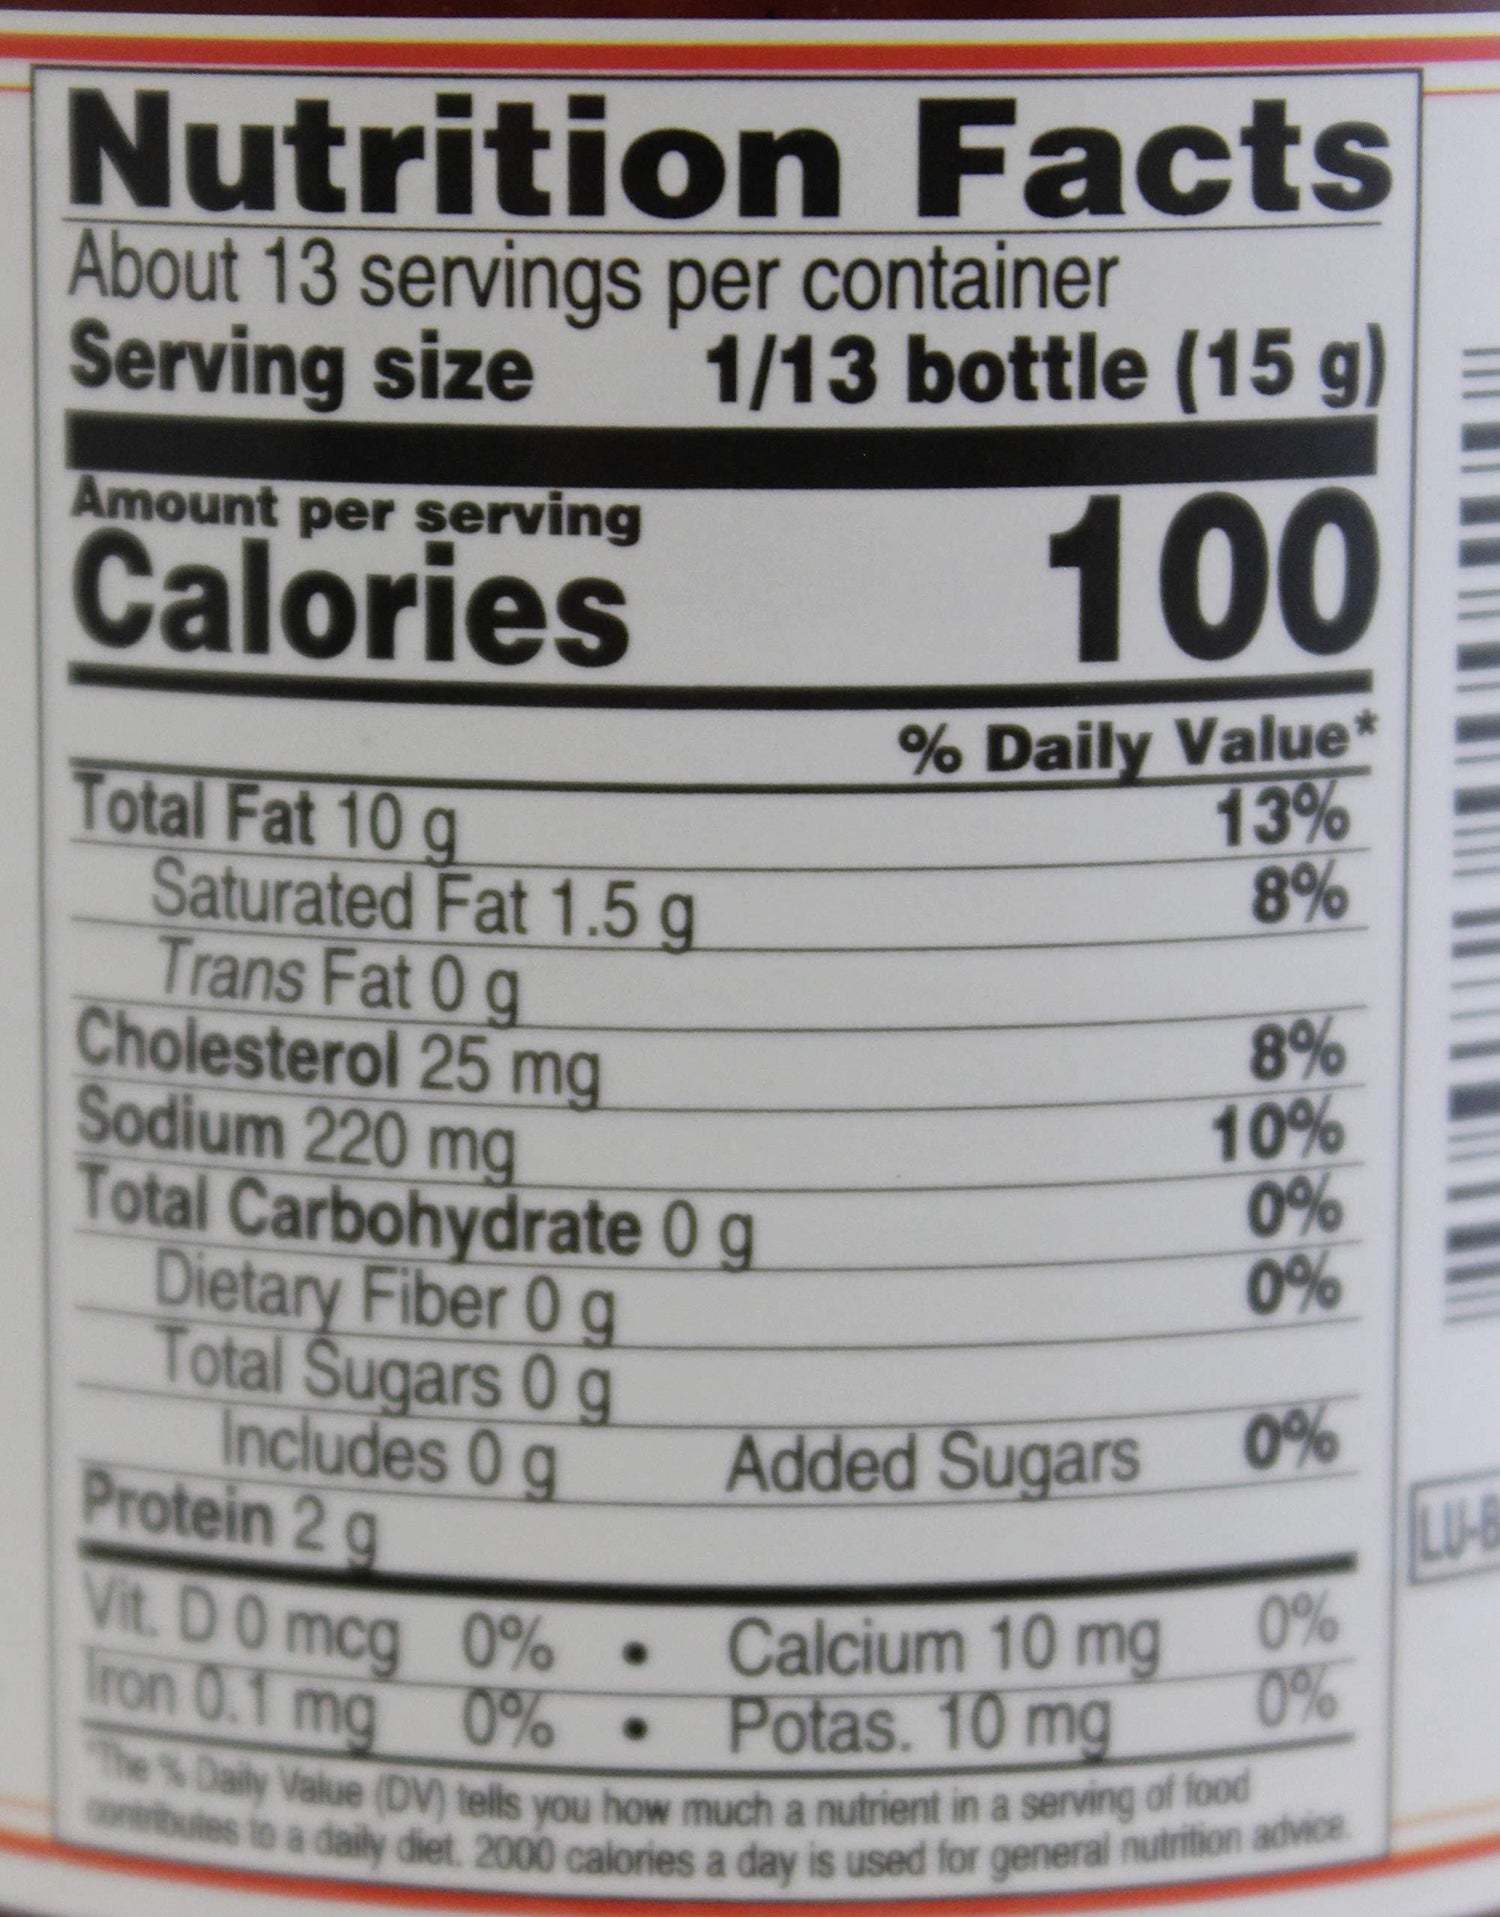 Nutrition Facts
About 13 servings per container
Serving size 1/13 bottle (15 g)
Amount per serving
Calories 100
% Daily Value*
Total Fat 10 g 13%
Saturated Fat 1.5 g 8%
Trans Fat 0 g
Cholesterol 25 mg 8%
Sodium 220 mg 10%
Total Carbohydrate 0 g 0%
Dietary Fiber 0 g 0%
Total Sugars 0 g
Includes 0 g Added Sugars 0%
Protein 2 g
Vit. D 0 mcg 0% • Calcium 10 mg 0%
Iron 0.1 mg 0% • Potas. 10 mg 0%
*The % Daily Value (DV) tells you how much a nutrient in a serving of food
contributes to a daily diet. 2000 calories a day is used for general nutrition advice.
LU-B